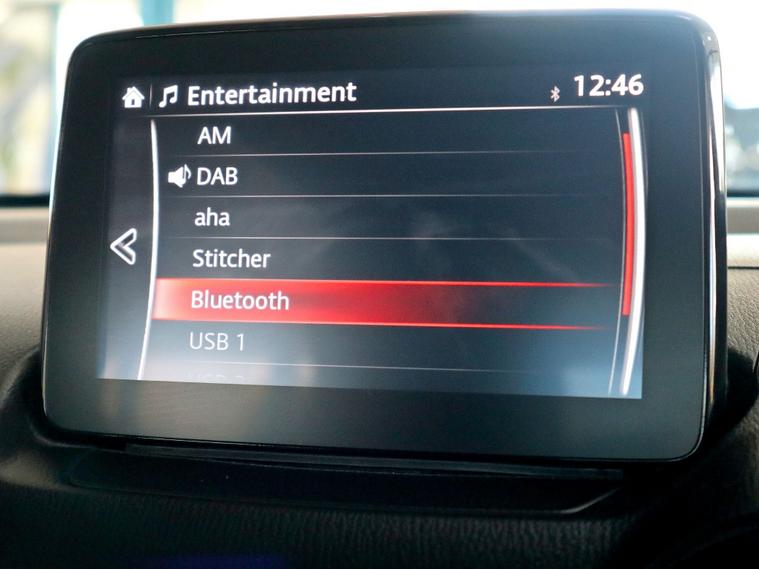 Entertainment 12:46
AM
DAB
aha
Stitcher
Bluetooth
USB 1